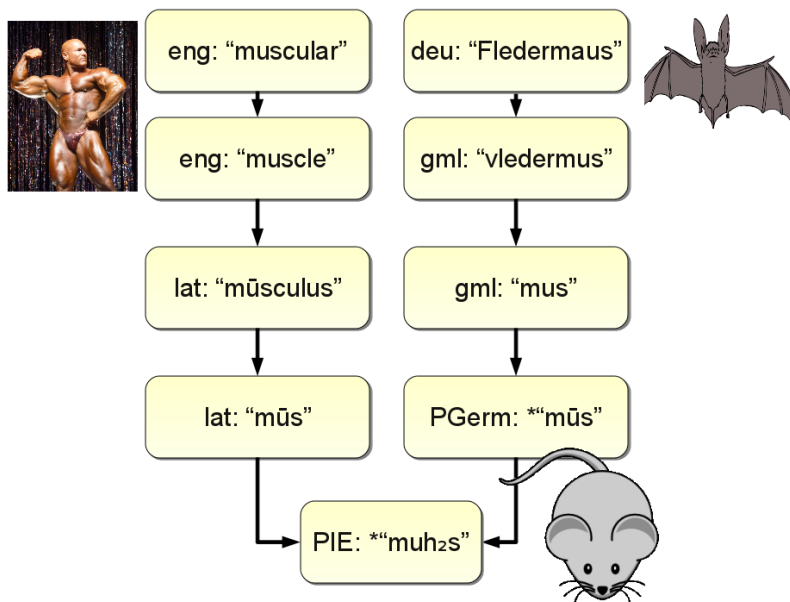 eng: “muscular”
deu: “Fledermaus”
eng: “muscle”
gml: “vledermus”
lat: “mūsculus”
gml: “mus”
lat: “mūs”
PGerm: *“mūs”
PIE: *“muh₂s”